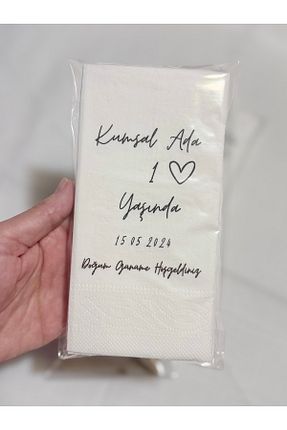 Kumsal Ada
1 ♡
Yaşında
15 05 2024
Doğum Günüme Hoşgeldiniz